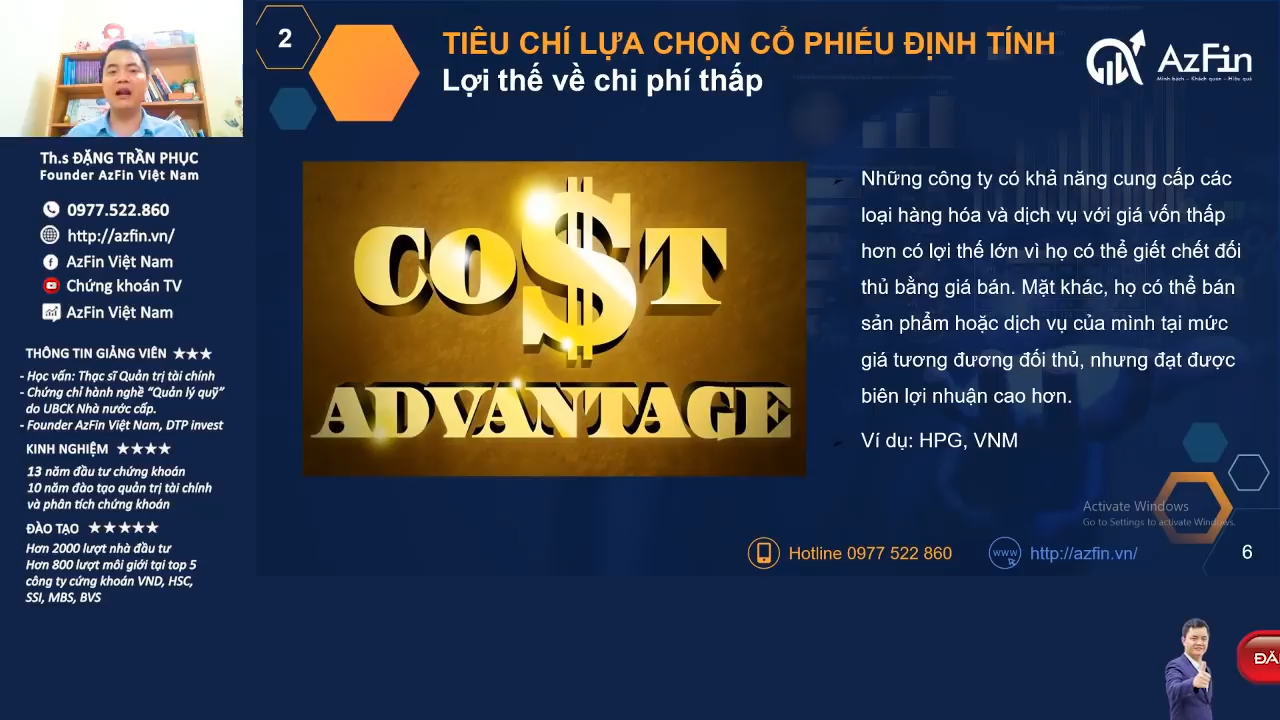 Th.s ĐẶNG TRẦN PHỤC
Founder AzFin Việt Nam
0977.522.860
http://azfin.vn/
AzFin Việt Nam
Chứng khoán TV
AzFin Việt Nam
THÔNG TIN GIẢNG VIÊN ★★★
- Học vấn: Thạc sĩ Quản trị tài chính
- Chứng chỉ hành nghề “Quản lý quỹ”
do UBCK Nhà nước cấp.
- Founder AzFin Việt Nam, DTP invest
KINH NGHIỆM ★★★★
13 năm đầu tư chứng khoán
10 năm đào tạo quản trị tài chính
và phân tích chứng khoán
ĐÀO TẠO ★★★★★
Hơn 2000 lượt nhà đầu tư
Hơn 800 lượt môi giới tại top 5
công ty cứng khoán VND, HSC,
SSI, MBS, BVS
2
TIÊU CHÍ LỰA CHỌN CỔ PHIẾU ĐỊNH TÍNH
Lợi thế về chi phí thấp
AzFin
Minh bạch - Khách quan - Hiệu quả
CO$T
ADVANTAGE
Những công ty có khả năng cung cấp các
loại hàng hóa và dịch vụ với giá vốn thấp
hơn có lợi thế lớn vì họ có thể giết chết đối
thủ bằng giá bán. Mặt khác, họ có thể bán
sản phẩm hoặc dịch vụ của mình tại mức
giá tương đương đối thủ, nhưng đạt được
biên lợi nhuận cao hơn.
Ví dụ: HPG, VNM
Activate Windows
Go to Settings to activate Windows.
Hotline 0977 522 860
www
http://azfin.vn/
6
ĐĂ